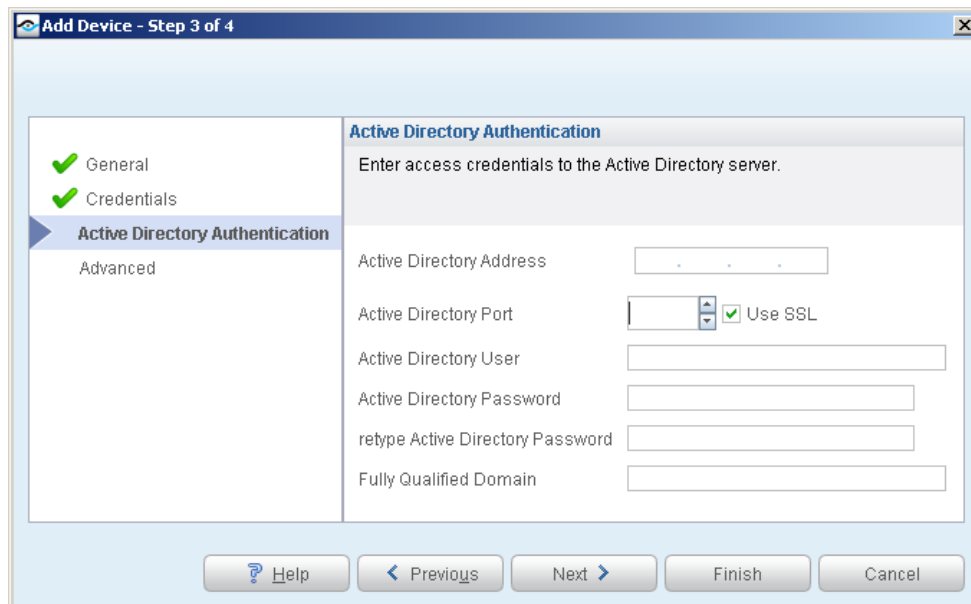 Add Device - Step 3 of 4
General
Credentials
Active Directory Authentication
Advanced
Active Directory Authentication
Enter access credentials to the Active Directory server.
Active Directory Address . . .
Active Directory Port Use SSL
Active Directory User
Active Directory Password
retype Active Directory Password
Fully Qualified Domain
Help Previous Next Finish Cancel